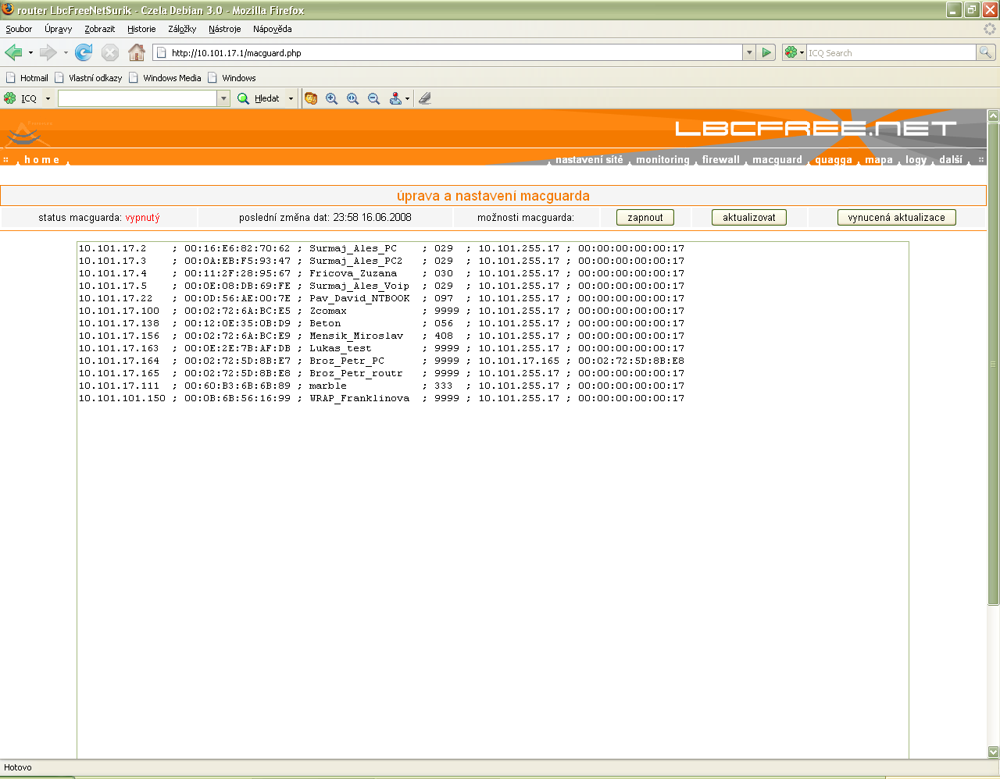 router LbcFreeNetSurik - Czela Debian 3.0 - Mozilla Firefox
Soubor Úpravy Zobrazit Historie Záložky Nástroje Nápověda
http://10.101.17.1/macguard.php ICQ Search
Hotmail Vlastní odkazy Windows Media Windows
ICQ Hledat
LBCFREE.NET
:: home nastavení sítě monitoring firewall macguard quagga mapa logy další ::
úprava a nastavení macguarda
status macguarda: vypnutý poslední změna dat: 23:58 16.06.2008 možnosti macguarda: zapnout aktualizovat vynucená aktualizace
10.101.17.2 ; 00:16:E6:82:70:62 ; Surmaj_Ales_PC ; 029 ; 10.101.255.17 ; 00:00:00:00:00:17
10.101.17.3 ; 00:0A:EB:F5:93:47 ; Surmaj_Ales_PC2 ; 029 ; 10.101.255.17 ; 00:00:00:00:00:17
10.101.17.4 ; 00:11:2F:28:95:67 ; Fricova_Zuzana ; 030 ; 10.101.255.17 ; 00:00:00:00:00:17
10.101.17.5 ; 00:0E:08:DB:69:FE ; Surmaj_Ales_Voip ; 029 ; 10.101.255.17 ; 00:00:00:00:00:17
10.101.17.22 ; 00:0D:56:AE:00:7E ; Pav_David_NTBOOK ; 097 ; 10.101.255.17 ; 00:00:00:00:00:17
10.101.17.100 ; 00:02:72:6A:BC:E5 ; Zcomax ; 9999 ; 10.101.255.17 ; 00:00:00:00:00:17
10.101.17.138 ; 00:12:0E:35:0B:D9 ; Beton ; 056 ; 10.101.255.17 ; 00:00:00:00:00:17
10.101.17.156 ; 00:02:72:6A:BC:E9 ; Mensik_Miroslav ; 408 ; 10.101.255.17 ; 00:00:00:00:00:17
10.101.17.163 ; 00:0E:2E:7B:AF:DB ; Lukas_test ; 9999 ; 10.101.255.17 ; 00:00:00:00:00:17
10.101.17.164 ; 00:02:72:5D:8B:E7 ; Broz_Petr_PC ; 9999 ; 10.101.17.165 ; 00:02:72:5D:8B:E8
10.101.17.165 ; 00:02:72:5D:8B:E8 ; Broz_Petr_routr ; 9999 ; 10.101.255.17 ; 00:00:00:00:00:17
10.101.17.111 ; 00:60:B3:6B:6B:89 ; marble ; 333 ; 10.101.255.17 ; 00:00:00:00:00:17
10.101.101.150 ; 00:0B:6B:56:16:99 ; WRAP_Franklinova ; 9999 ; 10.101.255.17 ; 00:00:00:00:00:17
Hotovo